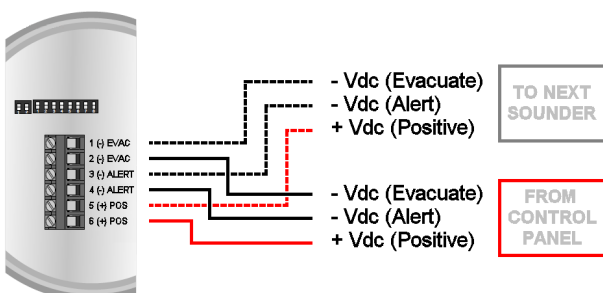 - Vdc (Evacuate)
- Vdc (Alert)
+ Vdc (Positive)
TO NEXT
SOUNDER
1 (-) EVAC
2 (-) EVAC
3 (-) ALERT
4 (-) ALERT
5 (+) POS
6 (+) POS
- Vdc (Evacuate)
- Vdc (Alert)
+ Vdc (Positive)
FROM
CONTROL
PANEL